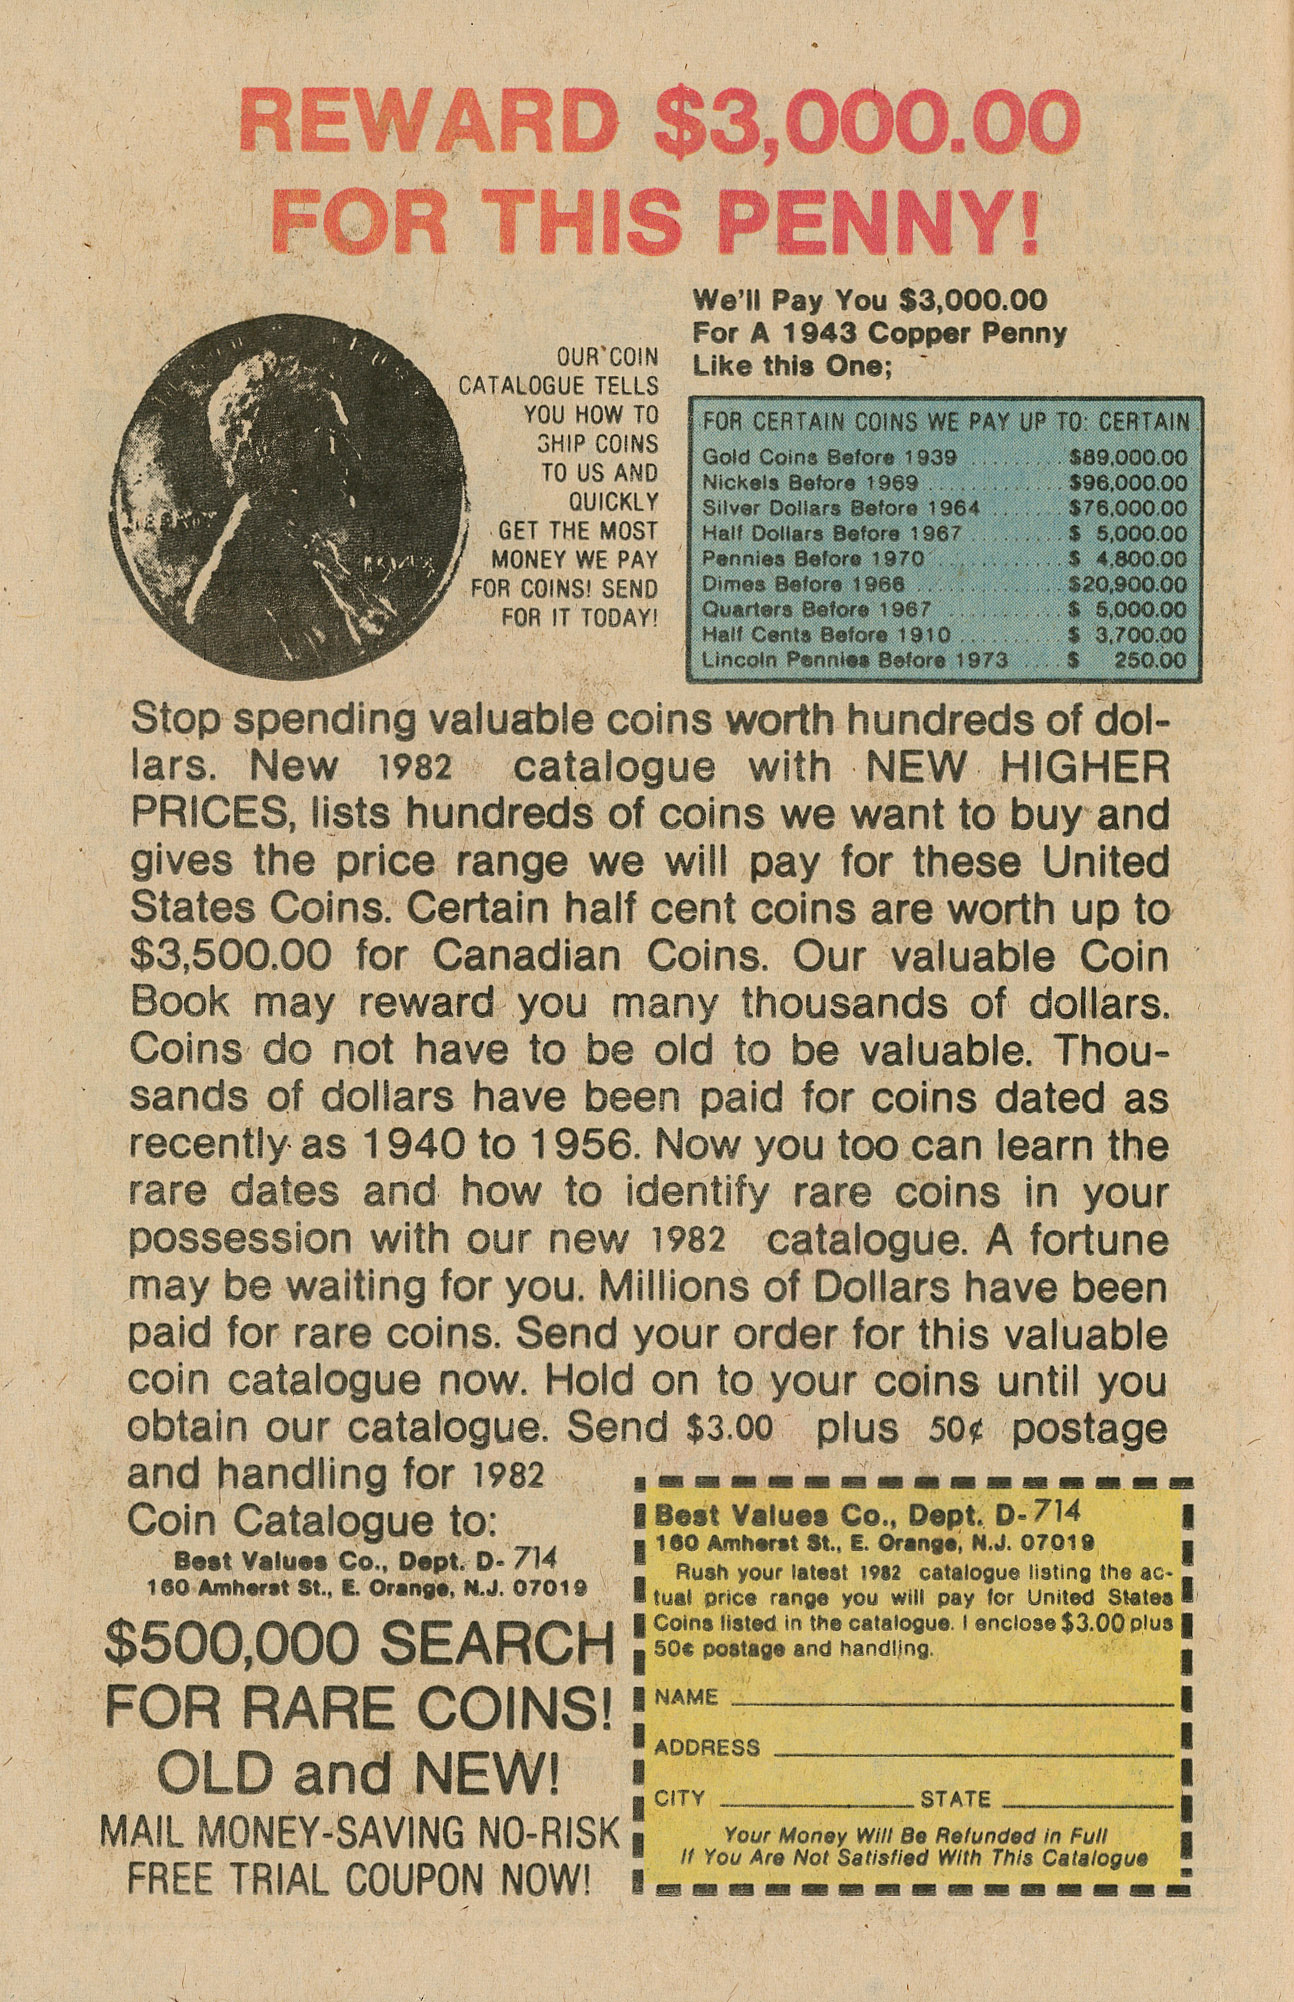 REWARD $3,000.00
FOR THIS PENNY!
We'll Pay You $3,000.00
For A 1943 Copper Penny
Like this One;
OUR COIN
CATALOGUE TELLS
YOU HOW TO
SHIP COINS
TO US AND
QUICKLY
GET THE MOST
MONEY WE PAY
FOR COINS! SEND
FOR IT TODAY!
LIBERTY
FOR CERTAIN COINS WE PAY UP TO: CERTAIN
Gold Coins Before 1939 .......... $89,000.00
Nickels Before 1969 ............. $96,000.00
Silver Dollars Before 1964 ....... $76,000.00
Half Dollars Before 1967 ......... $ 5,000.00
Pennies Before 1970 ............ $ 4,800.00
Dimes Before 1966 .............. $20,900.00
Quarters Before 1967 ............ $ 5,000.00
Half Cents Before 1910 .......... $ 3,700.00
Lincoln Pennies Before 1973 ..... $ 250.00
Stop spending valuable coins worth hundreds of dol-
lars. New 1982 catalogue with NEW HIGHER
PRICES, lists hundreds of coins we want to buy and
gives the price range we will pay for these United
States Coins. Certain half cent coins are worth up to
$3,500.00 for Canadian Coins. Our valuable Coin
Book may reward you many thousands of dollars.
Coins do not have to be old to be valuable. Thou-
sands of dollars have been paid for coins dated as
recently as 1940 to 1956. Now you too can learn the
rare dates and how to identify rare coins in your
possession with our new 1982 catalogue. A fortune
may be waiting for you. Millions of Dollars have been
paid for rare coins. Send your order for this valuable
coin catalogue now. Hold on to your coins until you
obtain our catalogue. Send $3.00 plus 50¢ postage
and handling for 1982
Coin Catalogue to:
Best Values Co., Dept. D- 714
160 Amherst St., E. Orange, N.J. 07019
$500,000 SEARCH
FOR RARE COINS!
OLD and NEW!
MAIL MONEY-SAVING NO-RISK
FREE TRIAL COUPON NOW!
Best Values Co., Dept. D- 714
160 Amherst St., E. Orange, N.J. 07019
Rush your latest 1982 catalogue listing the ac-
tual price range you will pay for United States
Coins listed in the catalogue. I enclose $3.00 plus
50¢ postage and handling.
NAME
ADDRESS
CITY STATE
Your Money Will Be Refunded in Full
If You Are Not Satisfied With This Catalogue